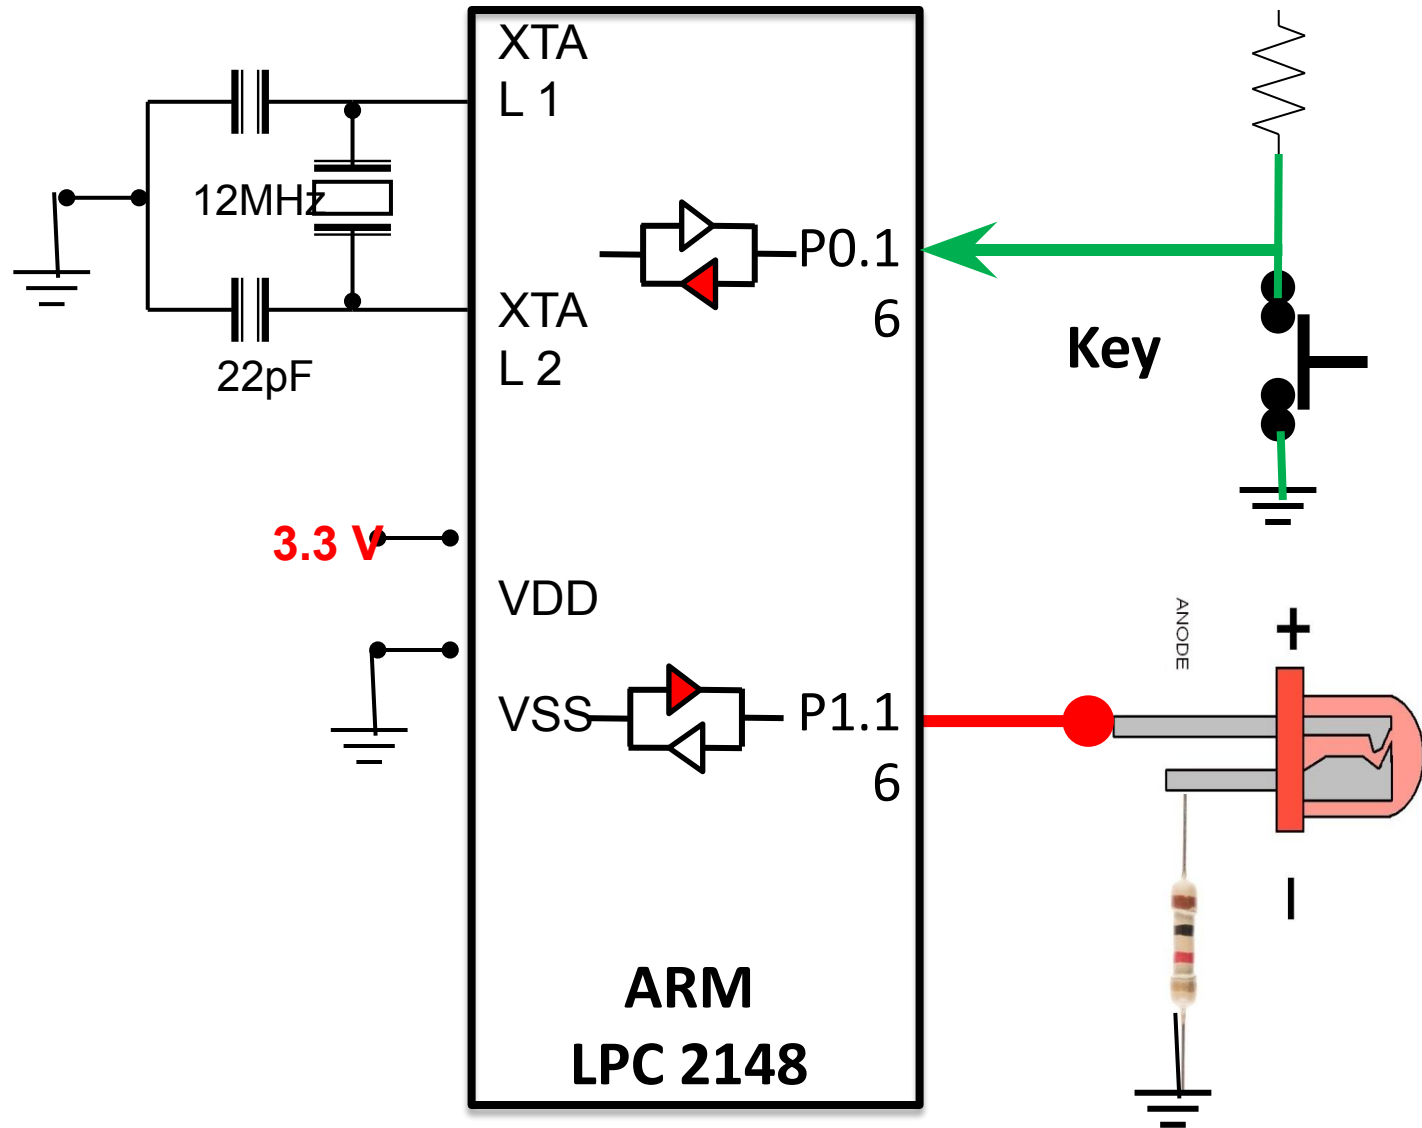 XTA
L 1
12MHz
P0.1
6
XTA
L 2
22pF
Key
3.3 V
VDD
ANODE
+
VSS
P1.1
6
–
ARM
LPC 2148